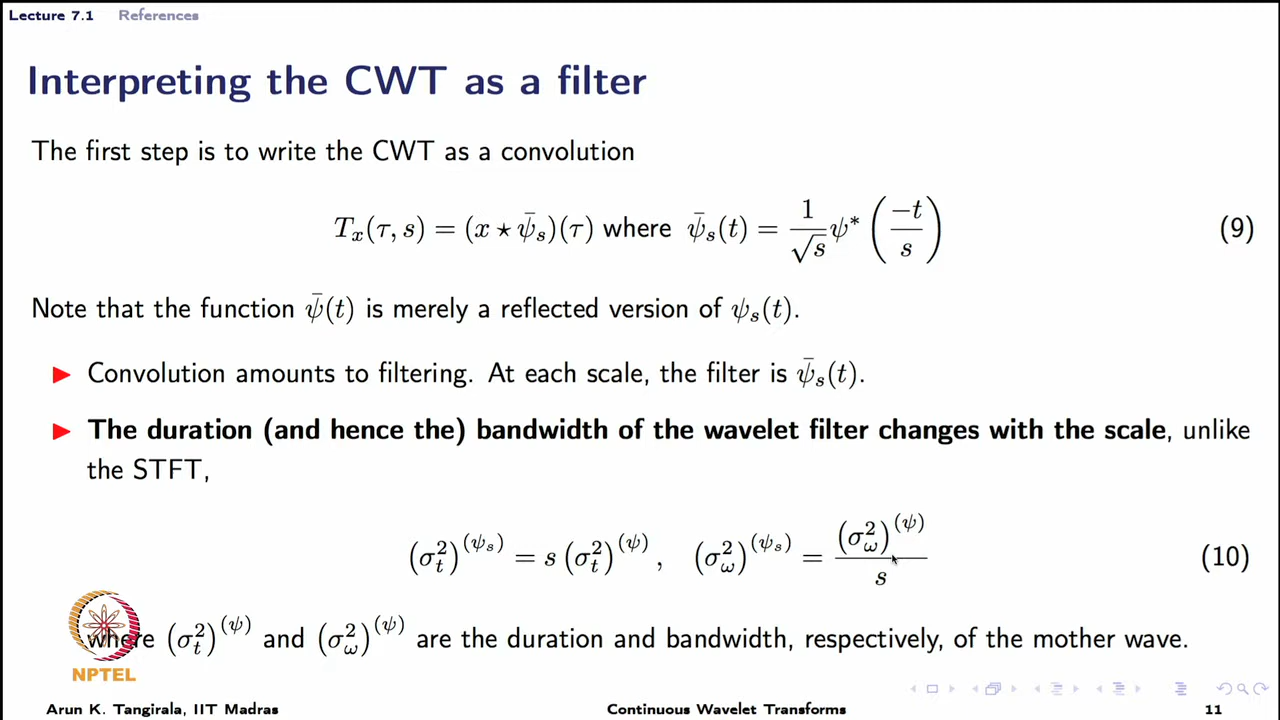 Lecture 7.1 References
Interpreting the CWT as a filter
The first step is to write the CWT as a convolution
T_x(τ, s) = (x ⋆ ψ̄_s)(τ) where ψ̄_s(t) = 1/√s ψ* (−t/s) (9)
Note that the function ψ̄(t) is merely a reflected version of ψ_s(t).
▶ Convolution amounts to filtering. At each scale, the filter is ψ̄_s(t).
▶ The duration (and hence the) bandwidth of the wavelet filter changes with the scale, unlike
the STFT,
(σ_t^2)^(ψ_s) = s (σ_t^2)^(ψ) , (σ_ω^2)^(ψ_s) = (σ_ω^2)^(ψ) / s (10)
where (σ_t^2)^(ψ) and (σ_ω^2)^(ψ) are the duration and bandwidth, respectively, of the mother wave.
NPTEL
Arun K. Tangirala, IIT Madras Continuous Wavelet Transforms 11